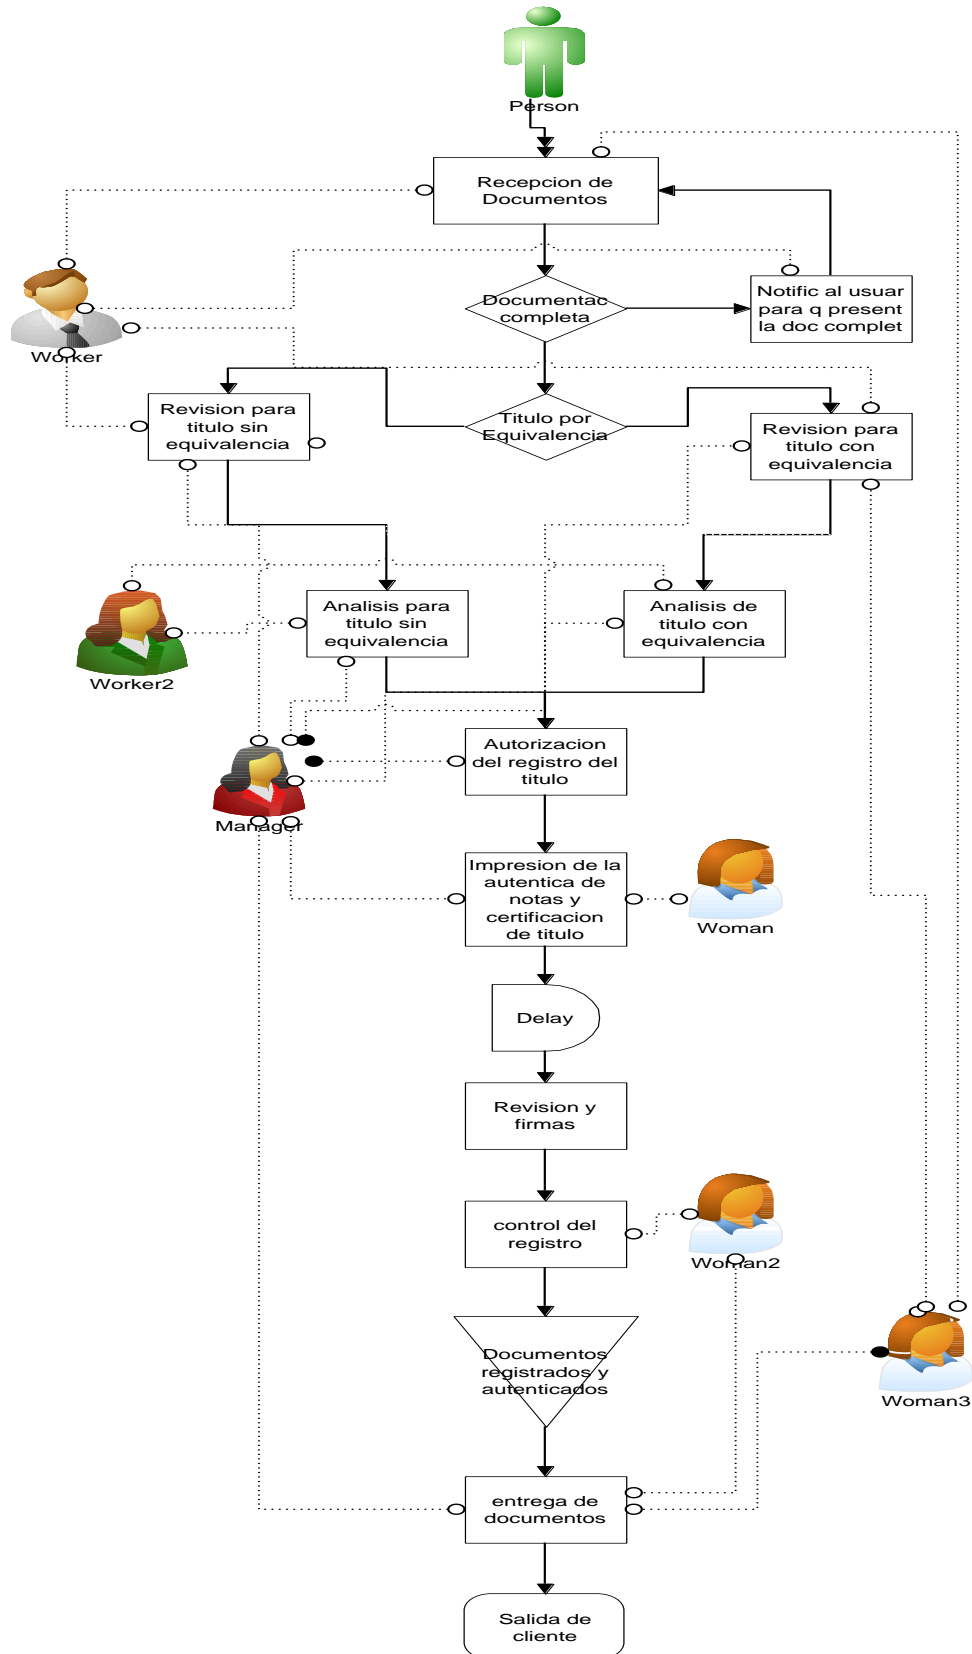 Person
Recepcion de
Documentos
Documentac
completa
Notific al usuar
para q present
la doc complet
Worker
Revision para
titulo sin
equivalencia
Titulo por
Equivalencia
Revision para
titulo con
equivalencia
Analisis para
titulo sin
equivalencia
Analisis de
titulo con
equivalencia
Worker2
Autorizacion
del registro del
titulo
Manager
Impresion de la
autentica de
notas y
certificacion
de titulo
Woman
Delay
Revision y
firmas
control del
registro
Woman2
Documentos
registrados y
autenticados
Woman3
entrega de
documentos
Salida de
cliente